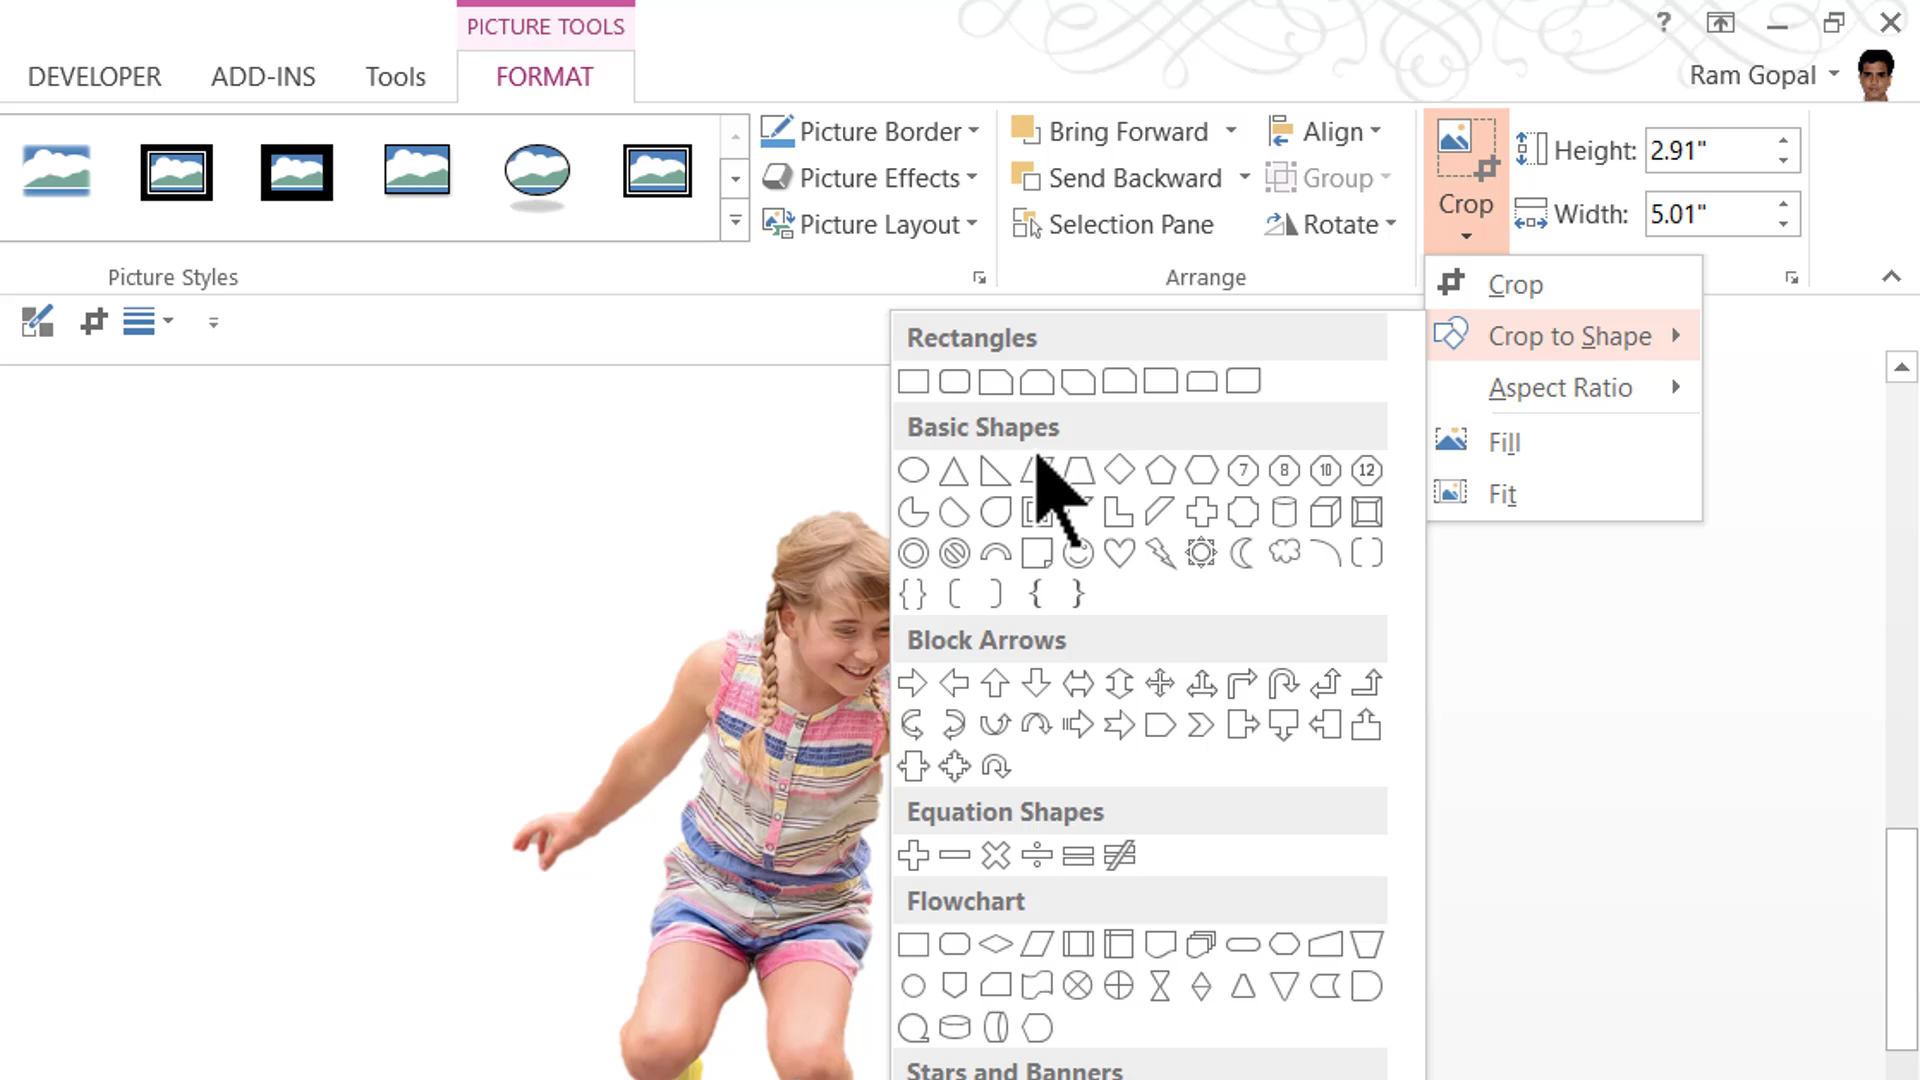 PICTURE TOOLS
DEVELOPER ADD-INS Tools FORMAT Ram Gopal
Picture Border Bring Forward Align Height: 2.91"
Picture Effects Send Backward Group Crop
Picture Layout Selection Pane Rotate Width: 5.01"
Picture Styles Arrange
Crop
Crop to Shape
Aspect Ratio
Fill
Fit
Rectangles
Basic Shapes
7 8 10 12
Block Arrows
Equation Shapes
Flowchart
Stars and Banners